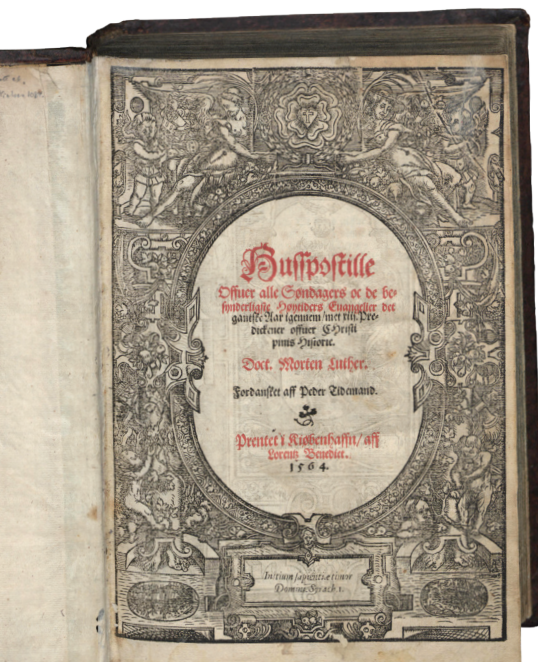 Husspostille
Offuer alle Søndagers oc de be-
synderligste Høytiders Euangelier det
gantske Aar igennem/ met xiij. Pre-
dickener offuer CHristi
pinis Historie.
Doct. Morten Luther.
Fordansket aff Peder Tidemand.
Prentet i Kiøbenhaffn/ aff
Lorentz Benedict.
1564.
Initium sapientiæ timor
Domini. Syrach 1.